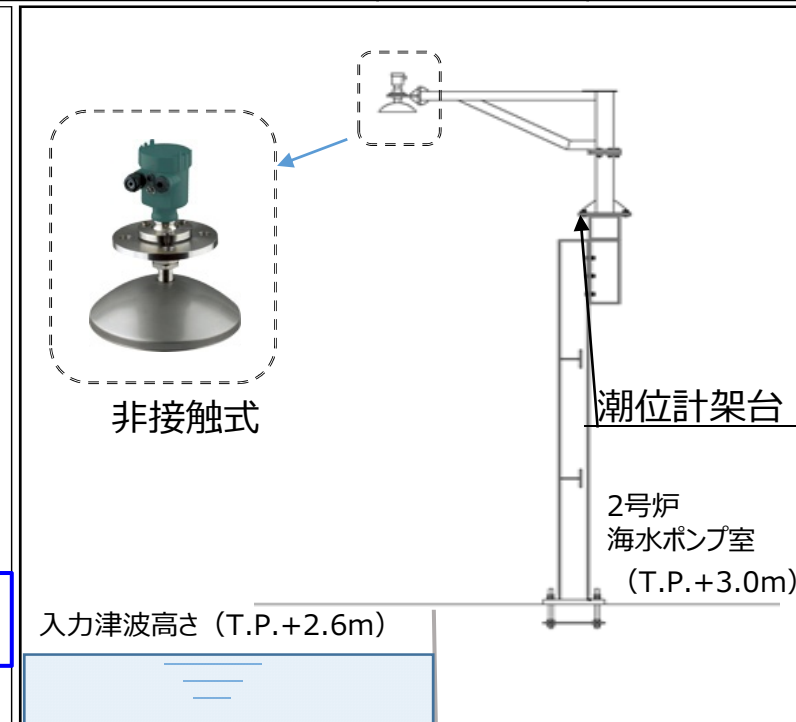 非接触式
潮位計架台
2号炉
海水ポンプ室
（T.P.+3.0m）
入力津波高さ（T.P.+2.6m）